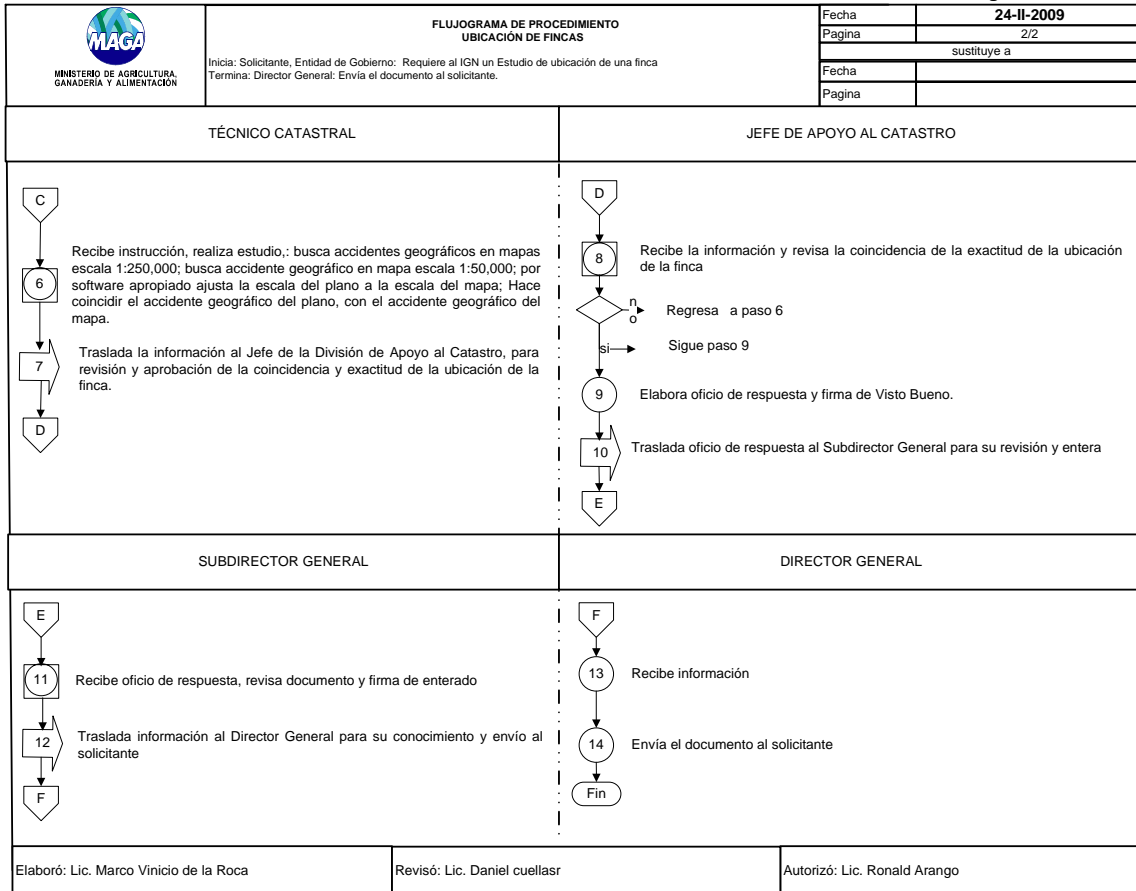 MAGA
MINISTERIO DE AGRICULTURA,
GANADERÍA Y ALIMENTACIÓN
FLUJOGRAMA DE PROCEDIMIENTO
UBICACIÓN DE FINCAS
Inicia: Solicitante, Entidad de Gobierno: Requiere al IGN un Estudio de ubicación de una finca
Termina: Director General: Envía el documento al solicitante.
Fecha 24-II-2009
Pagina 2/2
sustituye a
Fecha
Pagina
TÉCNICO CATASTRAL
C
6
Recibe instrucción, realiza estudio,: busca accidentes geográficos en mapas
escala 1:250,000; busca accidente geográfico en mapa escala 1:50,000; por
software apropiado ajusta la escala del plano a la escala del mapa; Hace
coincidir el accidente geográfico del plano, con el accidente geográfico del
mapa.
7
Traslada la información al Jefe de la División de Apoyo al Catastro, para
revisión y aprobación de la coincidencia y exactitud de la ubicación de la
finca.
D
JEFE DE APOYO AL CATASTRO
D
8
Recibe la información y revisa la coincidencia de la exactitud de la ubicación
de la finca
n
o
Regresa a paso 6
si
Sigue paso 9
9
Elabora oficio de respuesta y firma de Visto Bueno.
10
Traslada oficio de respuesta al Subdirector General para su revisión y entera
E
SUBDIRECTOR GENERAL
E
11
Recibe oficio de respuesta, revisa documento y firma de enterado
12
Traslada información al Director General para su conocimiento y envío al
solicitante
F
DIRECTOR GENERAL
F
13
Recibe información
14
Envía el documento al solicitante
Fin
Elaboró: Lic. Marco Vinicio de la Roca
Revisó: Lic. Daniel cuellasr
Autorizó: Lic. Ronald Arango